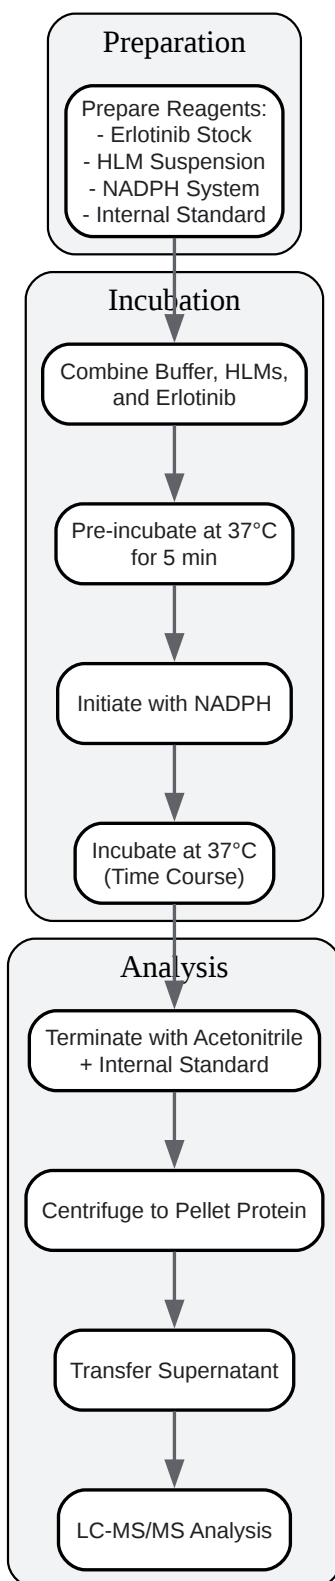 Preparation
Prepare Reagents:
- Erlotinib Stock
- HLM Suspension
- NADPH System
- Internal Standard
Incubation
Combine Buffer, HLMs,
and Erlotinib
Pre-incubate at 37°C
for 5 min
Initiate with NADPH
Incubate at 37°C
(Time Course)
Analysis
Terminate with Acetonitrile
+ Internal Standard
Centrifuge to Pellet Protein
Transfer Supernatant
LC-MS/MS Analysis